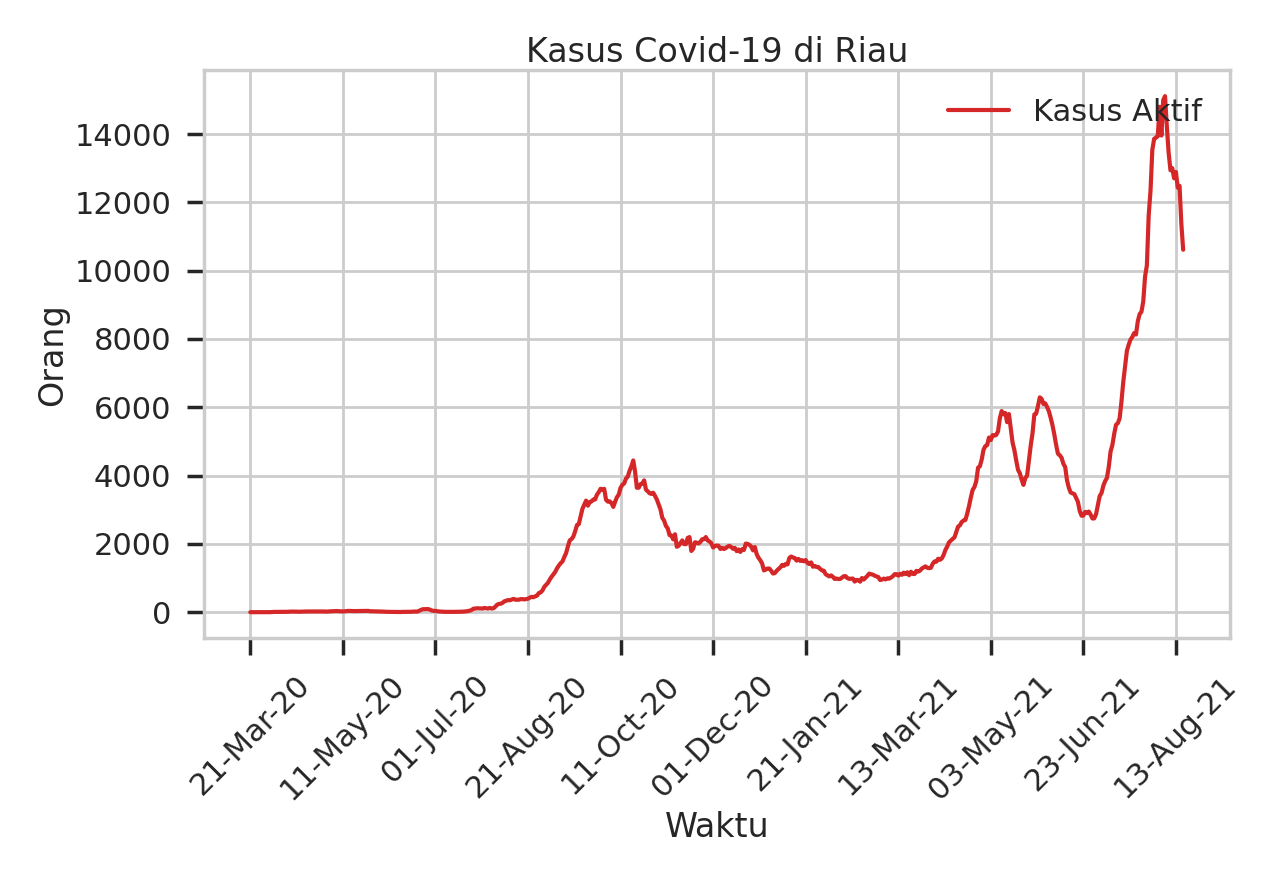 Kasus Covid-19 di Riau
Kasus Aktif
14000
12000
10000
8000
6000
4000
2000
0
Orang
21-Mar-20
11-May-20
01-Jul-20
21-Aug-20
11-Oct-20
01-Dec-20
21-Jan-21
13-Mar-21
03-May-21
23-Jun-21
13-Aug-21
Waktu